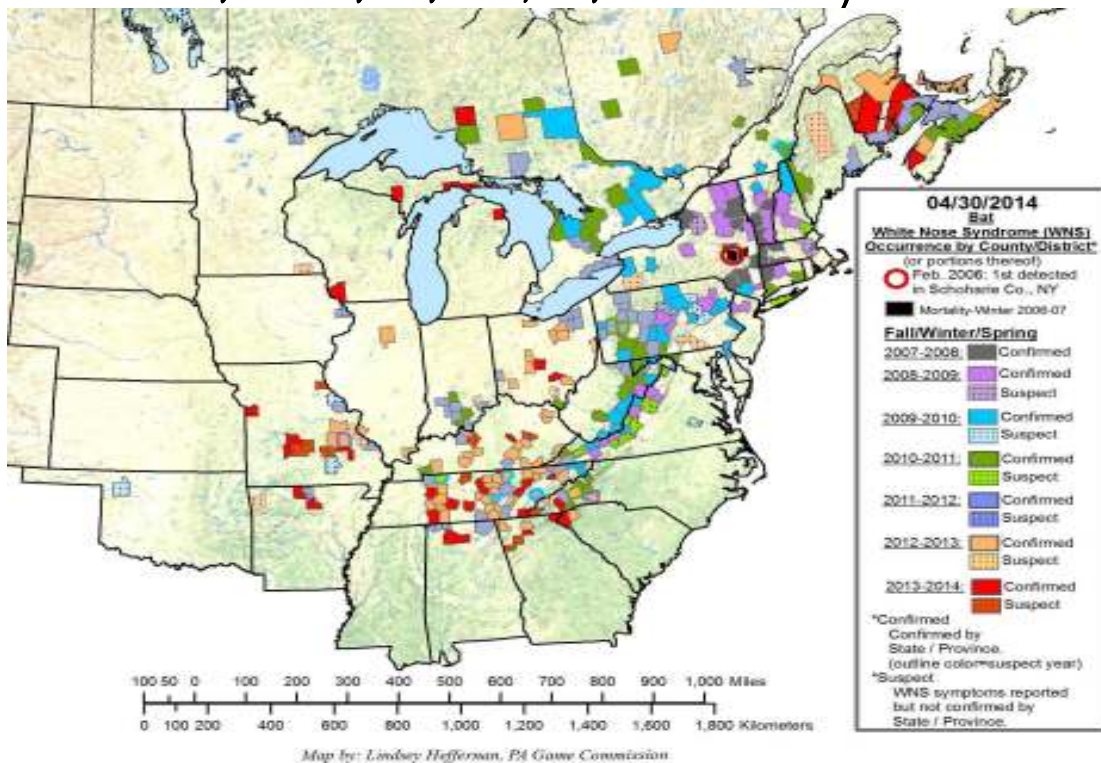 04/30/2014
Bat
White Nose Syndrome (WNS)
Occurrence by County/District*
(or portions thereof)
Feb. 2006: 1st detected
in Schoharie Co., NY
Mortality-Winter 2006-07
Fall/Winter/Spring
2007-2008: Confirmed
2008-2009: Confirmed
Suspect
2009-2010: Confirmed
Suspect
2010-2011: Confirmed
Suspect
2011-2012: Confirmed
Suspect
2012-2013: Confirmed
Suspect
2013-2014: Confirmed
Suspect
*Confirmed
Confirmed by
State / Province.
(outline color=suspect year)
*Suspect
WNS symptoms reported
but not confirmed by
State / Province.
100 50 0 100 200 300 400 500 600 700 800 900 1,000 Miles
0 100 200 400 600 800 1,000 1,200 1,400 1,600 1,800 Kilometers
Map by: Lindsey Heffernan, PA Game Commission